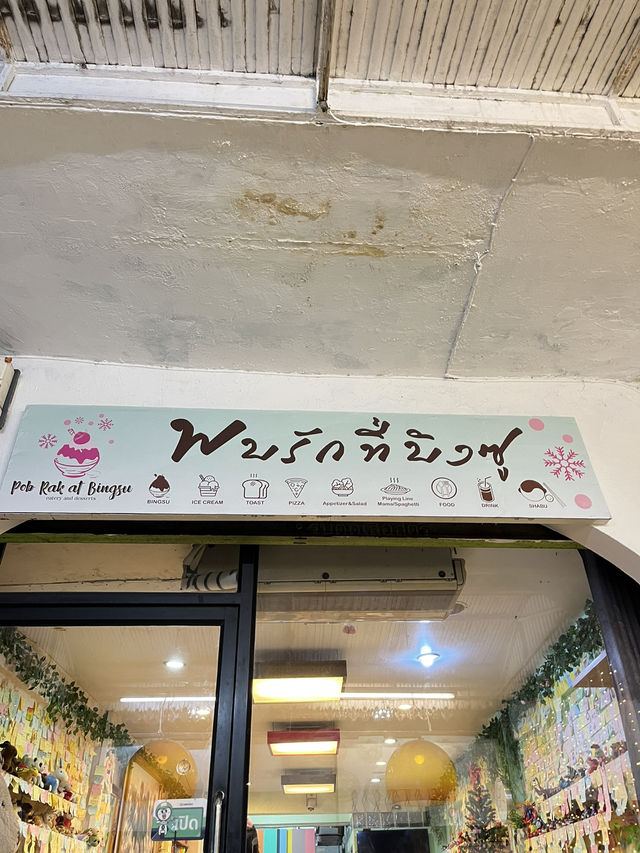 พบรักที่บิงซู
Pob Rak at Bingsu
eatery and desserts
BINGSU
ICE CREAM
TOAST
PIZZA
Appetizer&Salad
Playing Line
Mama/Spaghetti
FOOD
DRINK
SHABU
เปิด